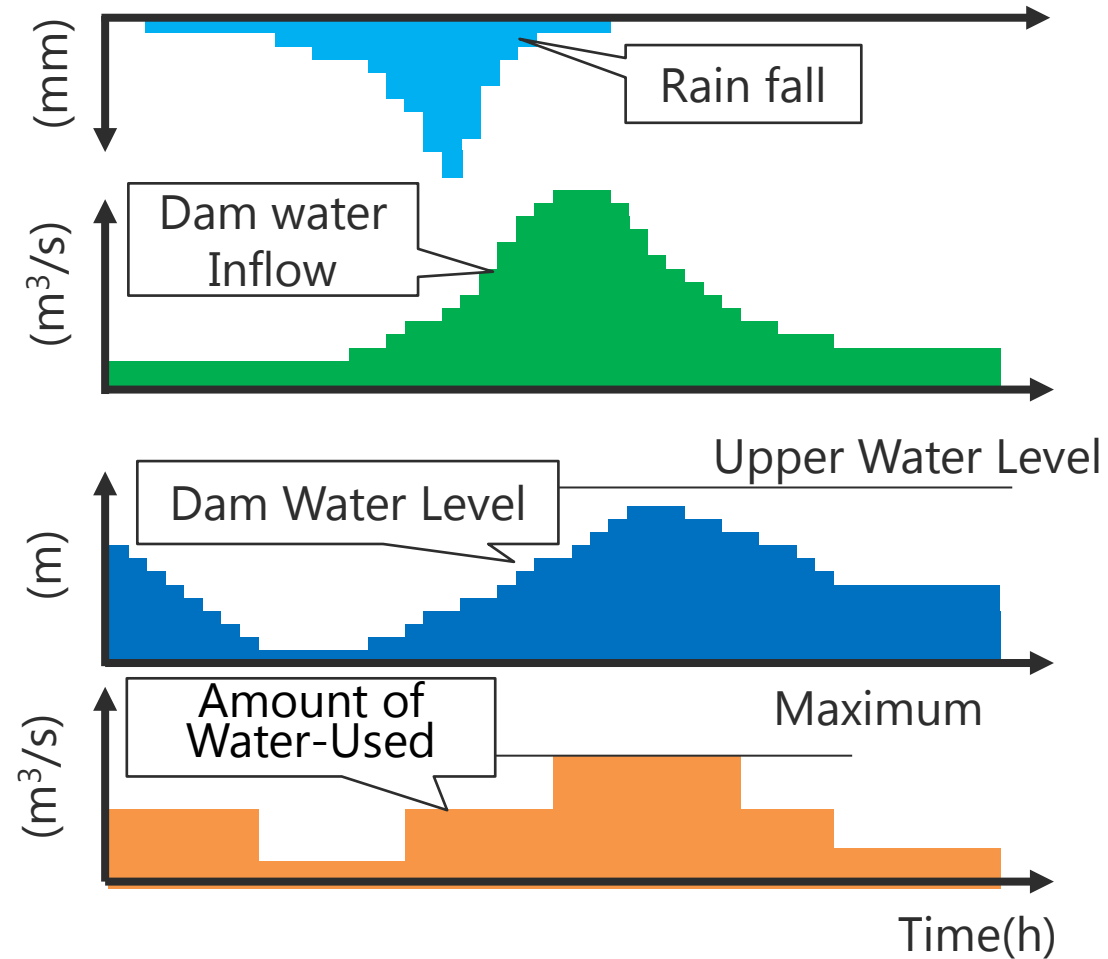 (mm)
Rain fall
Dam water
Inflow
(m³/s)
Upper Water Level
Dam Water Level
(m)
Amount of
Water-Used
Maximum
(m³/s)
Time(h)